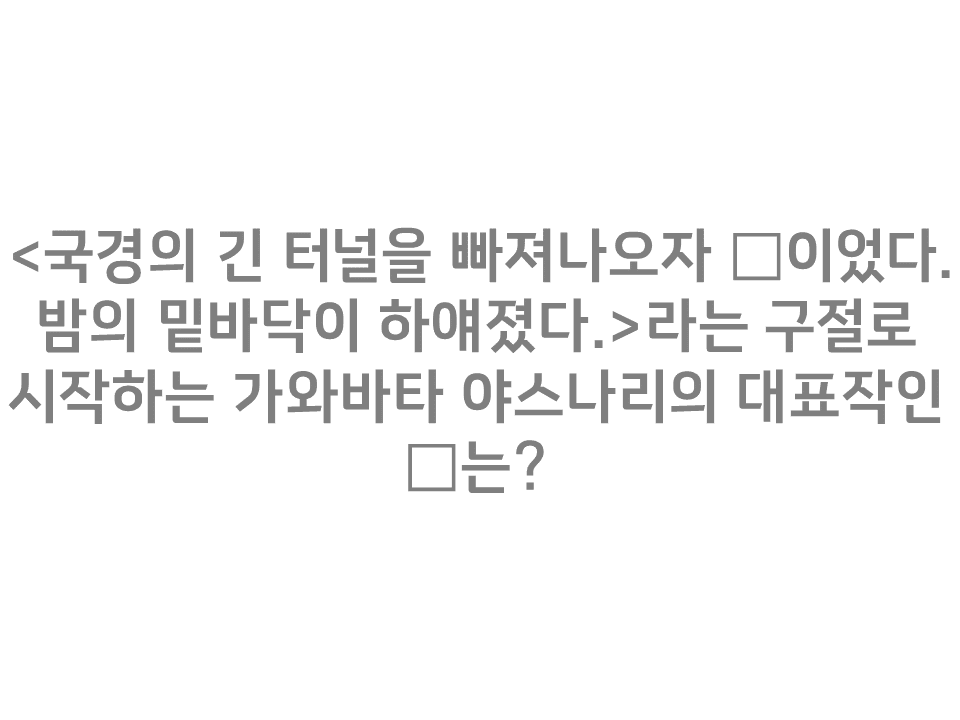 <국경의 긴 터널을 빠져나오자 □이었다.
밤의 밑바닥이 하얘졌다.>라는 구절로
시작하는 가와바타 야스나리의 대표작인
□는?